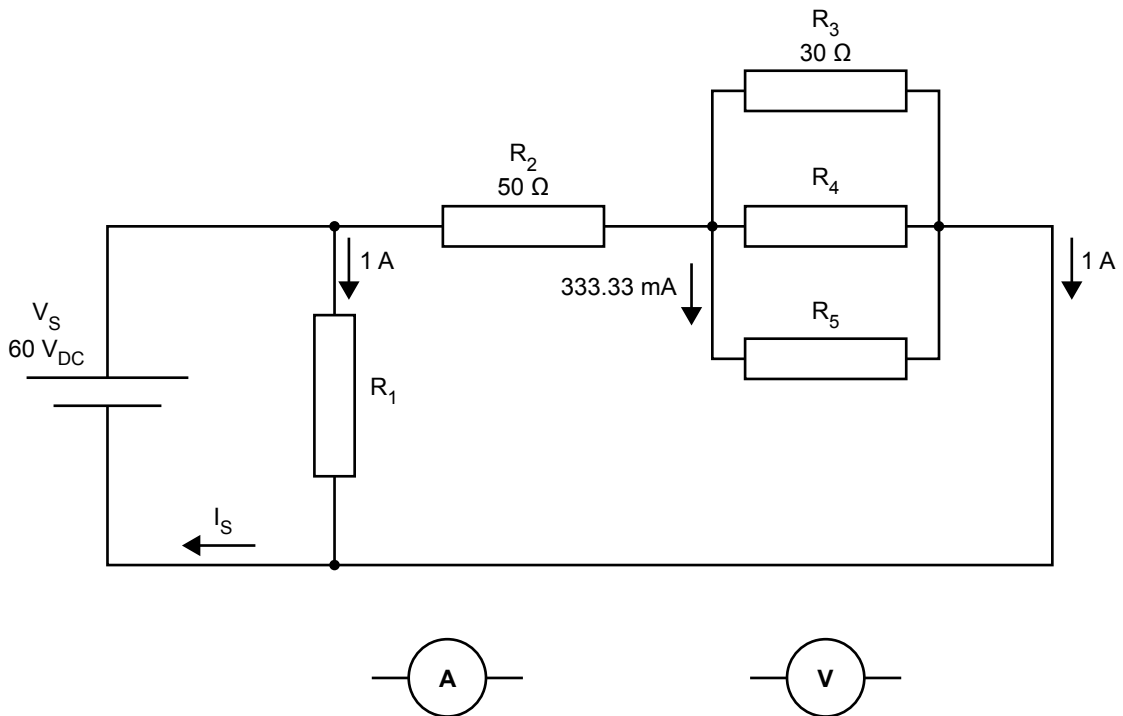 R3
30 Ω
R2
50 Ω
R4
1 A
1 A
333.33 mA
VS
60 VDC
R5
R1
IS
A
V